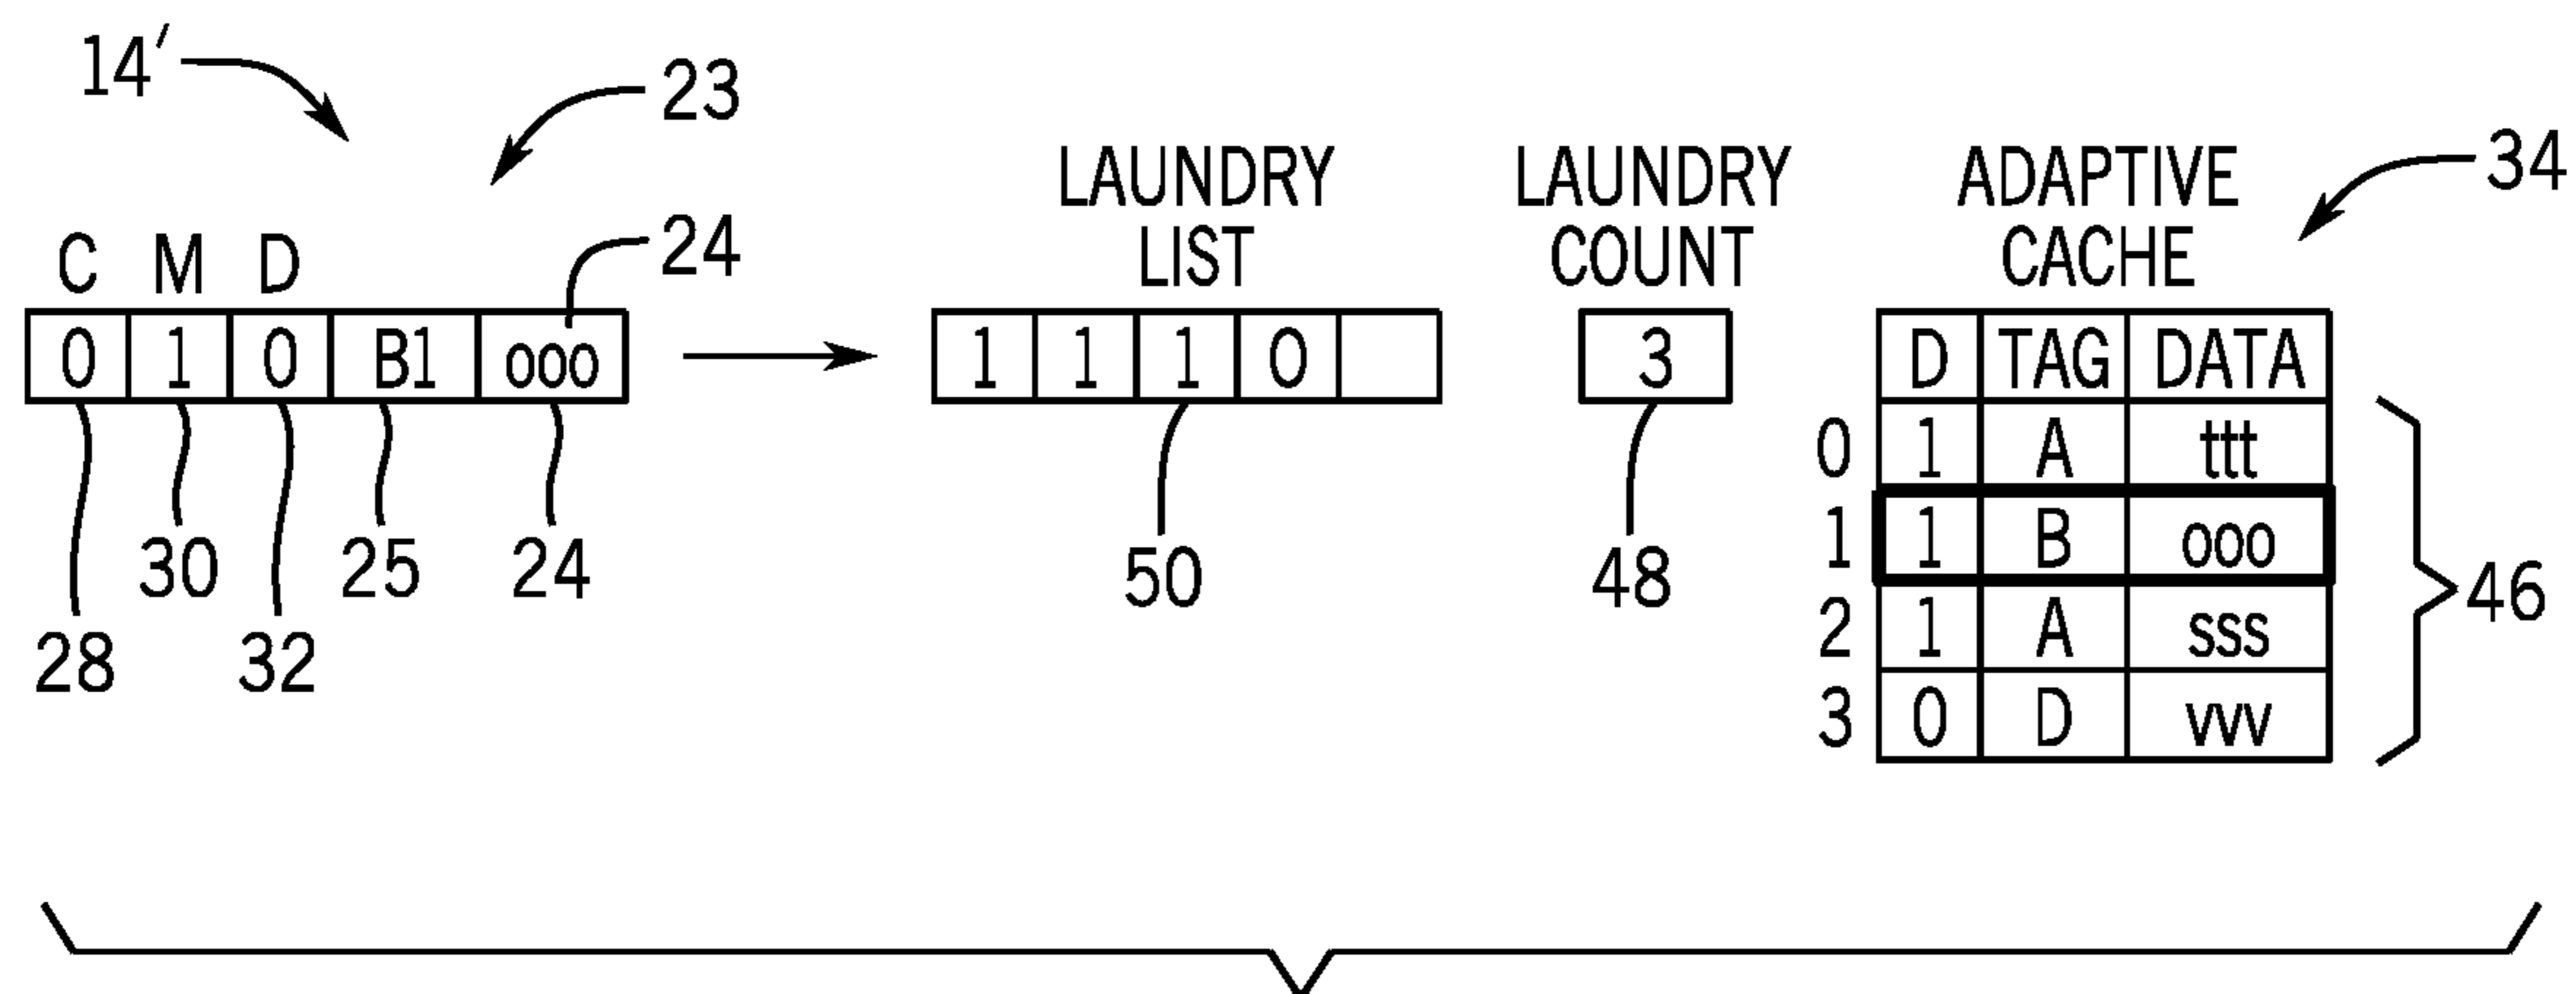 14′
23
24
C M D
0 1 0 B1 ooo
28 30 32 25 24
LAUNDRY
LIST
1 1 1 0
50
LAUNDRY
COUNT
3
48
ADAPTIVE
CACHE
34
D TAG DATA
0 1 A ttt
1 1 B ooo
2 1 A sss
3 0 D vvv
46